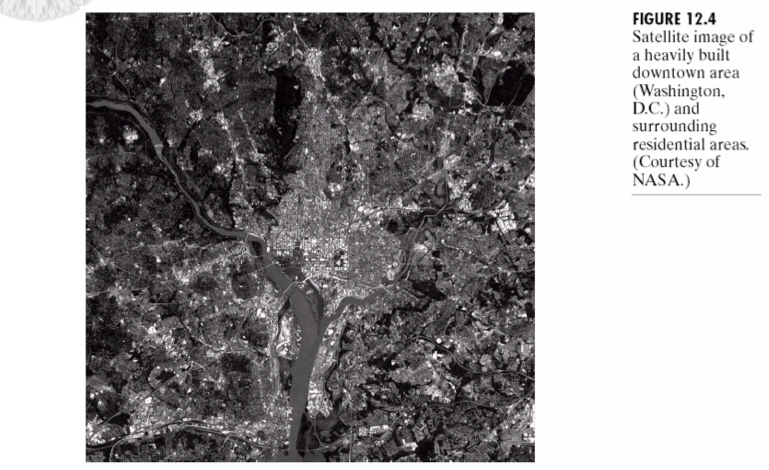 FIGURE 12.4
Satellite image of
a heavily built
downtown area
(Washington,
D.C.) and
surrounding
residential areas.
(Courtesy of
NASA.)